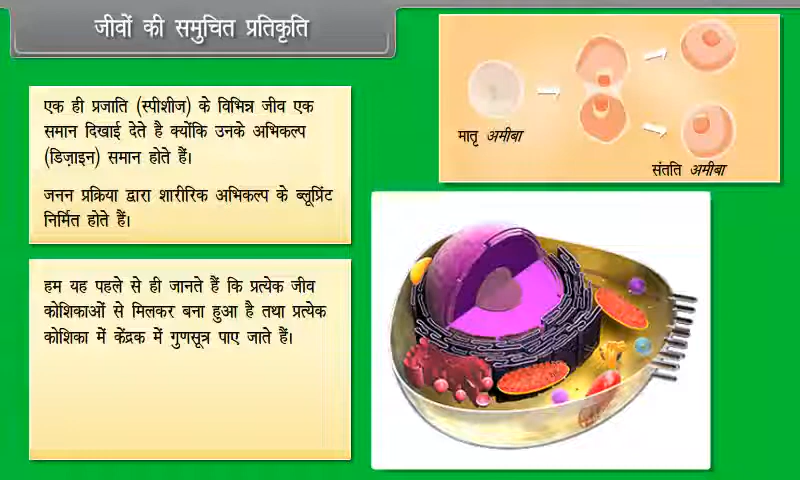 जीवों की समुचित प्रतिकृति
एक ही प्रजाति (स्पीशीज) के विभिन्न जीव एक
समान दिखाई देते है क्योंकि उनके अभिकल्प
(डिज़ाइन) समान होते हैं।
जनन प्रक्रिया द्वारा शारीरिक अभिकल्प के ब्लूप्रिंट
निर्मित होते हैं।
मातृ अमीबा
संतति अमीबा
हम यह पहले से ही जानते हैं कि प्रत्येक जीव
कोशिकाओं से मिलकर बना हुआ है तथा प्रत्येक
कोशिका में केंद्रक में गुणसूत्र पाए जाते हैं।